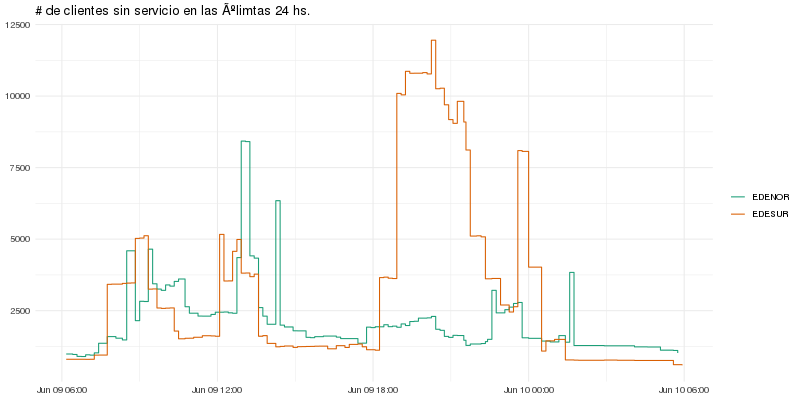 # de clientes sin servicio en las Ãºlimtas 24 hs.
12500
10000
7500
5000
2500
EDENOR
EDESUR
Jun 09 06:00 Jun 09 12:00 Jun 09 18:00 Jun 10 00:00 Jun 10 06:00